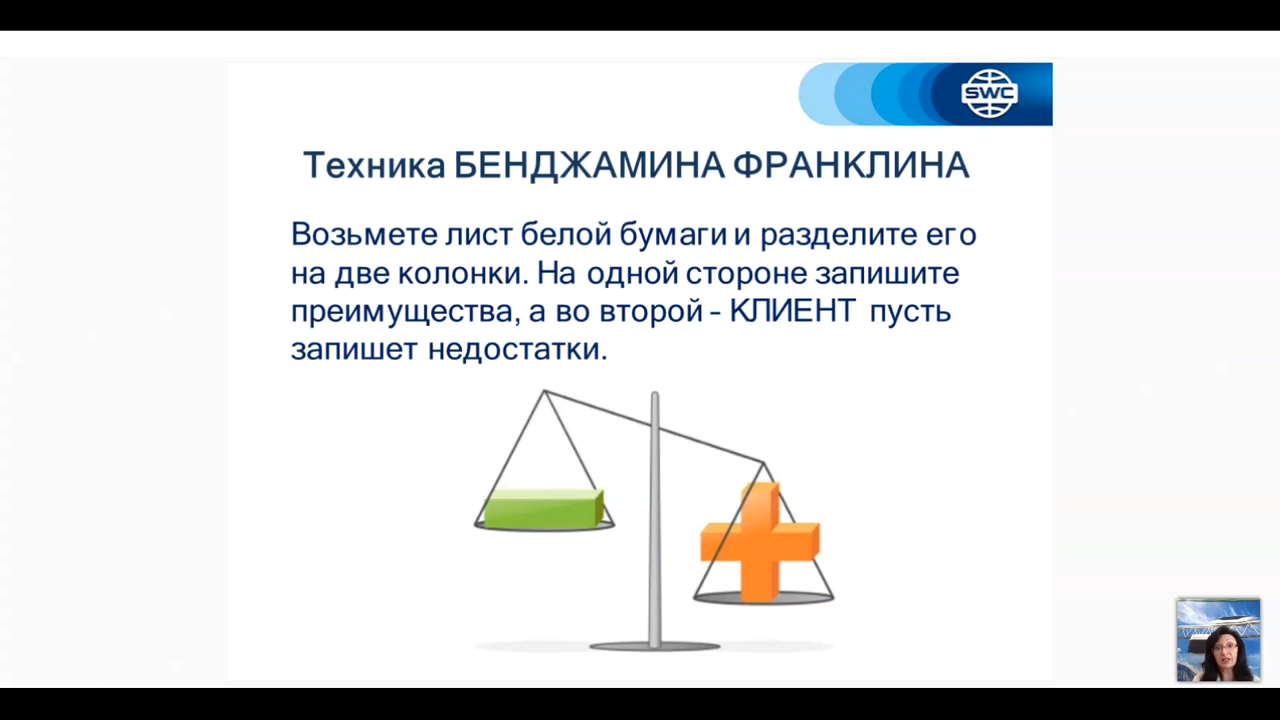 SWC
Техника БЕНДЖАМИНА ФРАНКЛИНА
Возьмете лист белой бумаги и разделите его
на две колонки. На одной стороне запишите
преимущества, а во второй – КЛИЕНТ пусть
запишет недостатки.